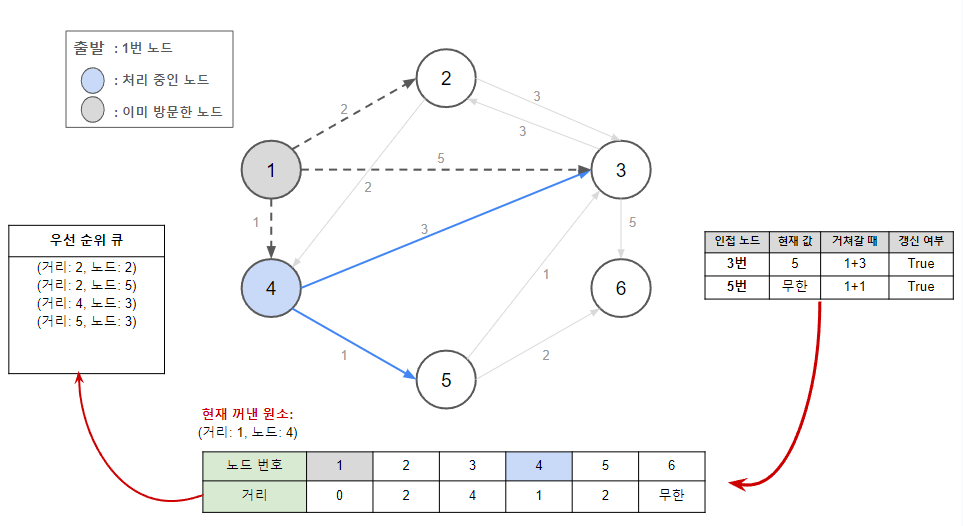 출발 : 1번 노드
: 처리 중인 노드
: 이미 방문한 노드
2
2
3
3
1
5
3
1
2
3
5
4
1
1
6
5
2
우선 순위 큐
(거리: 2, 노드: 2)
(거리: 2, 노드: 5)
(거리: 4, 노드: 3)
(거리: 5, 노드: 3)
인접 노드 현재 값 거쳐갈 때 갱신 여부
3번 5 1+3 True
5번 무한 1+1 True
현재 꺼낸 원소:
(거리: 1, 노드: 4)
노드 번호 1 2 3 4 5 6
거리 0 2 4 1 2 무한